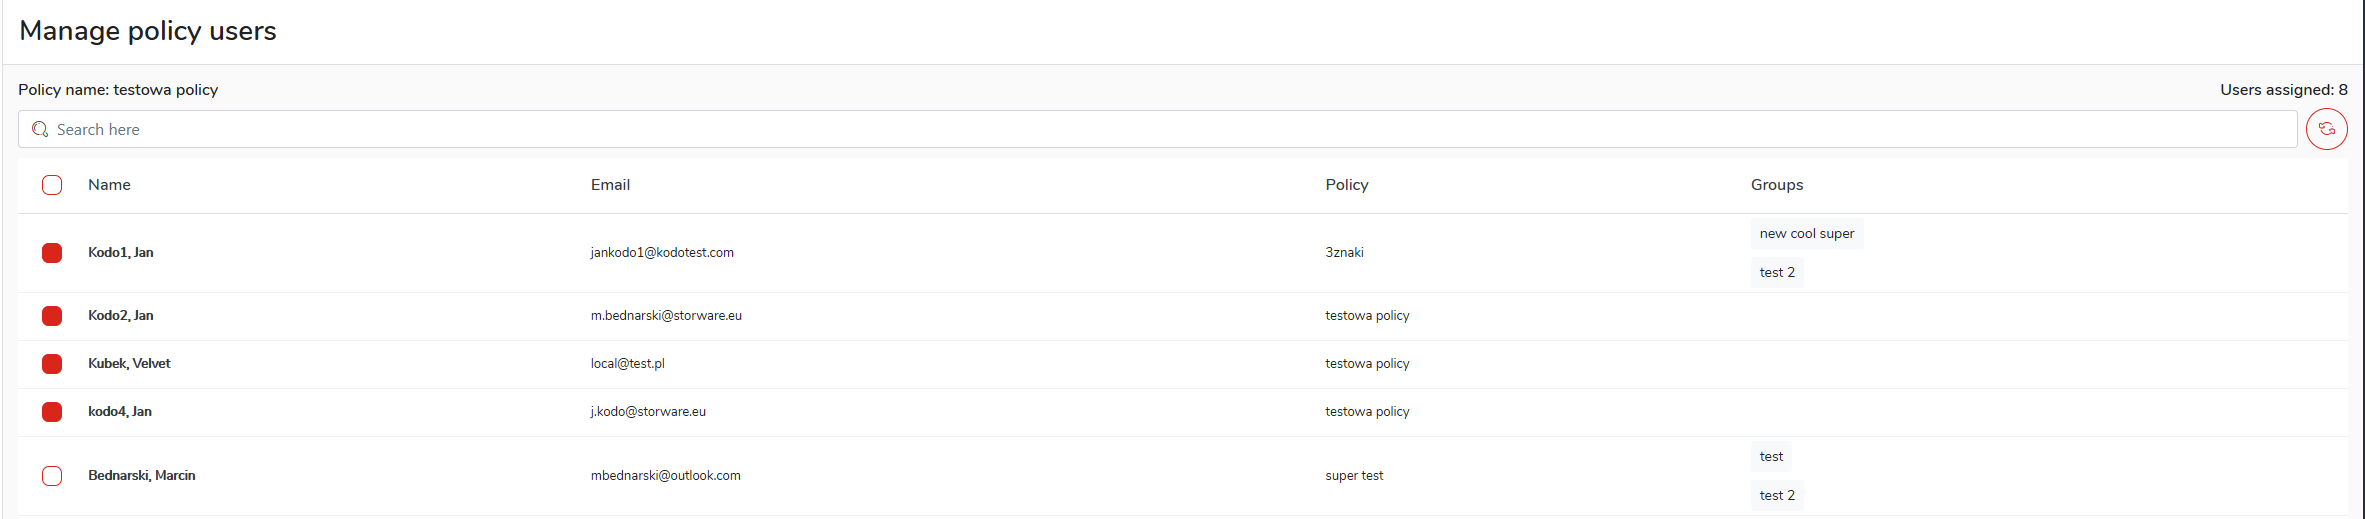 Manage policy users
Policy name: testowa policy Users assigned: 8
Search here
Name Email Policy Groups
Kodo1, Jan jankodo1@kodotest.com 3znaki new cool super
test 2
Kodo2, Jan m.bednarski@storware.eu testowa policy
Kubek, Velvet local@test.pl testowa policy
kodo4, Jan j.kodo@storware.eu testowa policy
Bednarski, Marcin mbednarski@outlook.com super test test
test 2